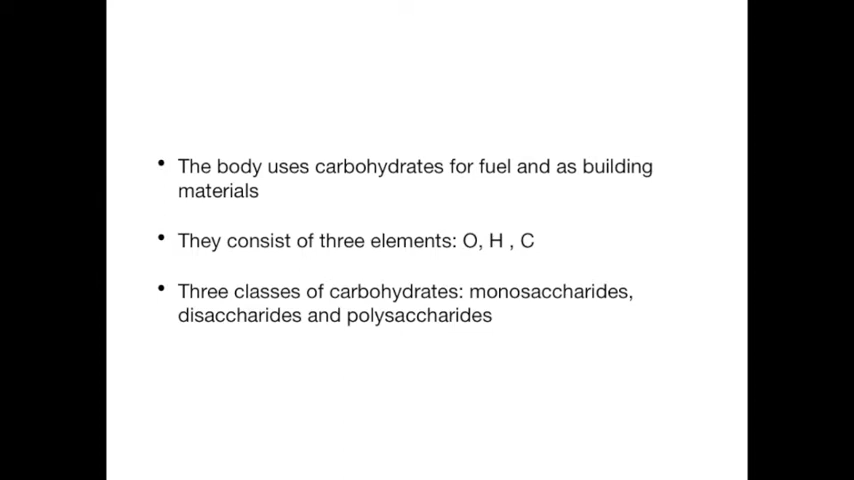 • The body uses carbohydrates for fuel and as building
materials
• They consist of three elements: O, H , C
• Three classes of carbohydrates: monosaccharides,
disaccharides and polysaccharides